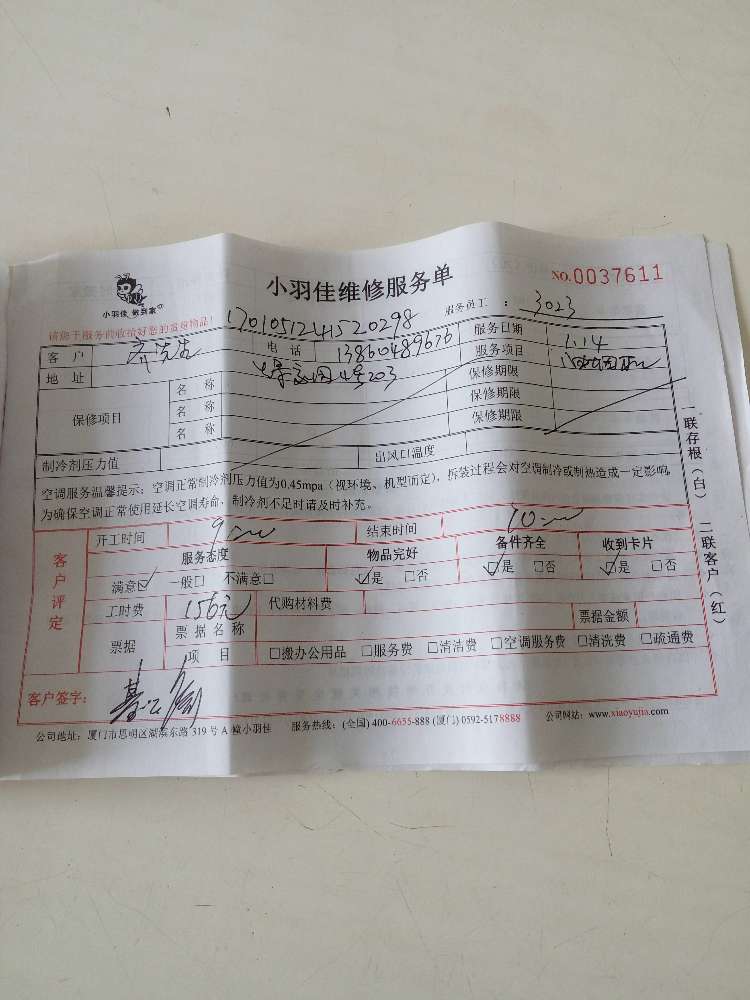 小羽佳 做到家
小羽佳维修服务单
NO.0037611
请您于服务前收拾好您的贵重物品!
1701051241520298
服务员工 : 3023
客 户 齐先生 电 话 13860489676 服务日期 1.14
地 址 4号203 服务项目
保修项目 名 称 保修期限
名 称 保修期限
名 称 保修期限
制冷剂压力值 出风口温度
空调服务温馨提示:空调正常制冷剂压力值为0.45mpa(视环境、机型而定),拆装过程会对空调制冷或制热造成一定影响,
为确保空调正常使用延长空调寿命,制冷剂不足时请及时补充。
客户评定
开工时间 9: 结束时间 10:
服务态度 物品完好 备件齐全 收到卡片
满意☑ 一般□ 不满意□ ☑是 □否 ☑是 □否 ☑是 □否
工时费 156元 代购材料费
票据 票 据 名 称 票据金额
项 目 □搬办公用品 □服务费 □清洁费 □空调服务费 □清洗费 □疏通费
客户签字:
公司地址:厦门市思明区湖滨东路 319 号 A 幢小羽佳 服务热线:(全国) 400-6655-888 (厦门) 0592-5178888 公司网站:www.xiaoyujia.com
一联存根(白) 二联客户(红)